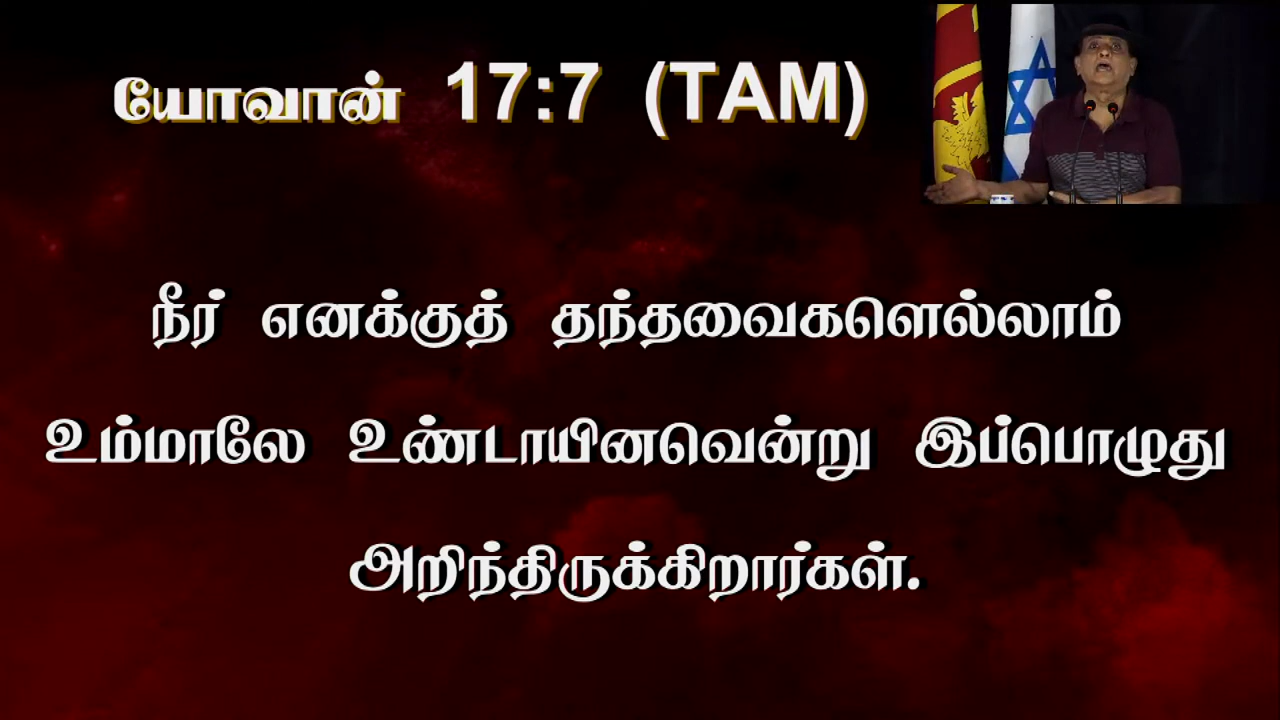 யோவான் 17:7 (TAM)
நீர் எனக்குத் தந்தவைகளெல்லாம்
உம்மாலே உண்டாயினவென்று இப்பொழுது
அறிந்திருக்கிறார்கள்.